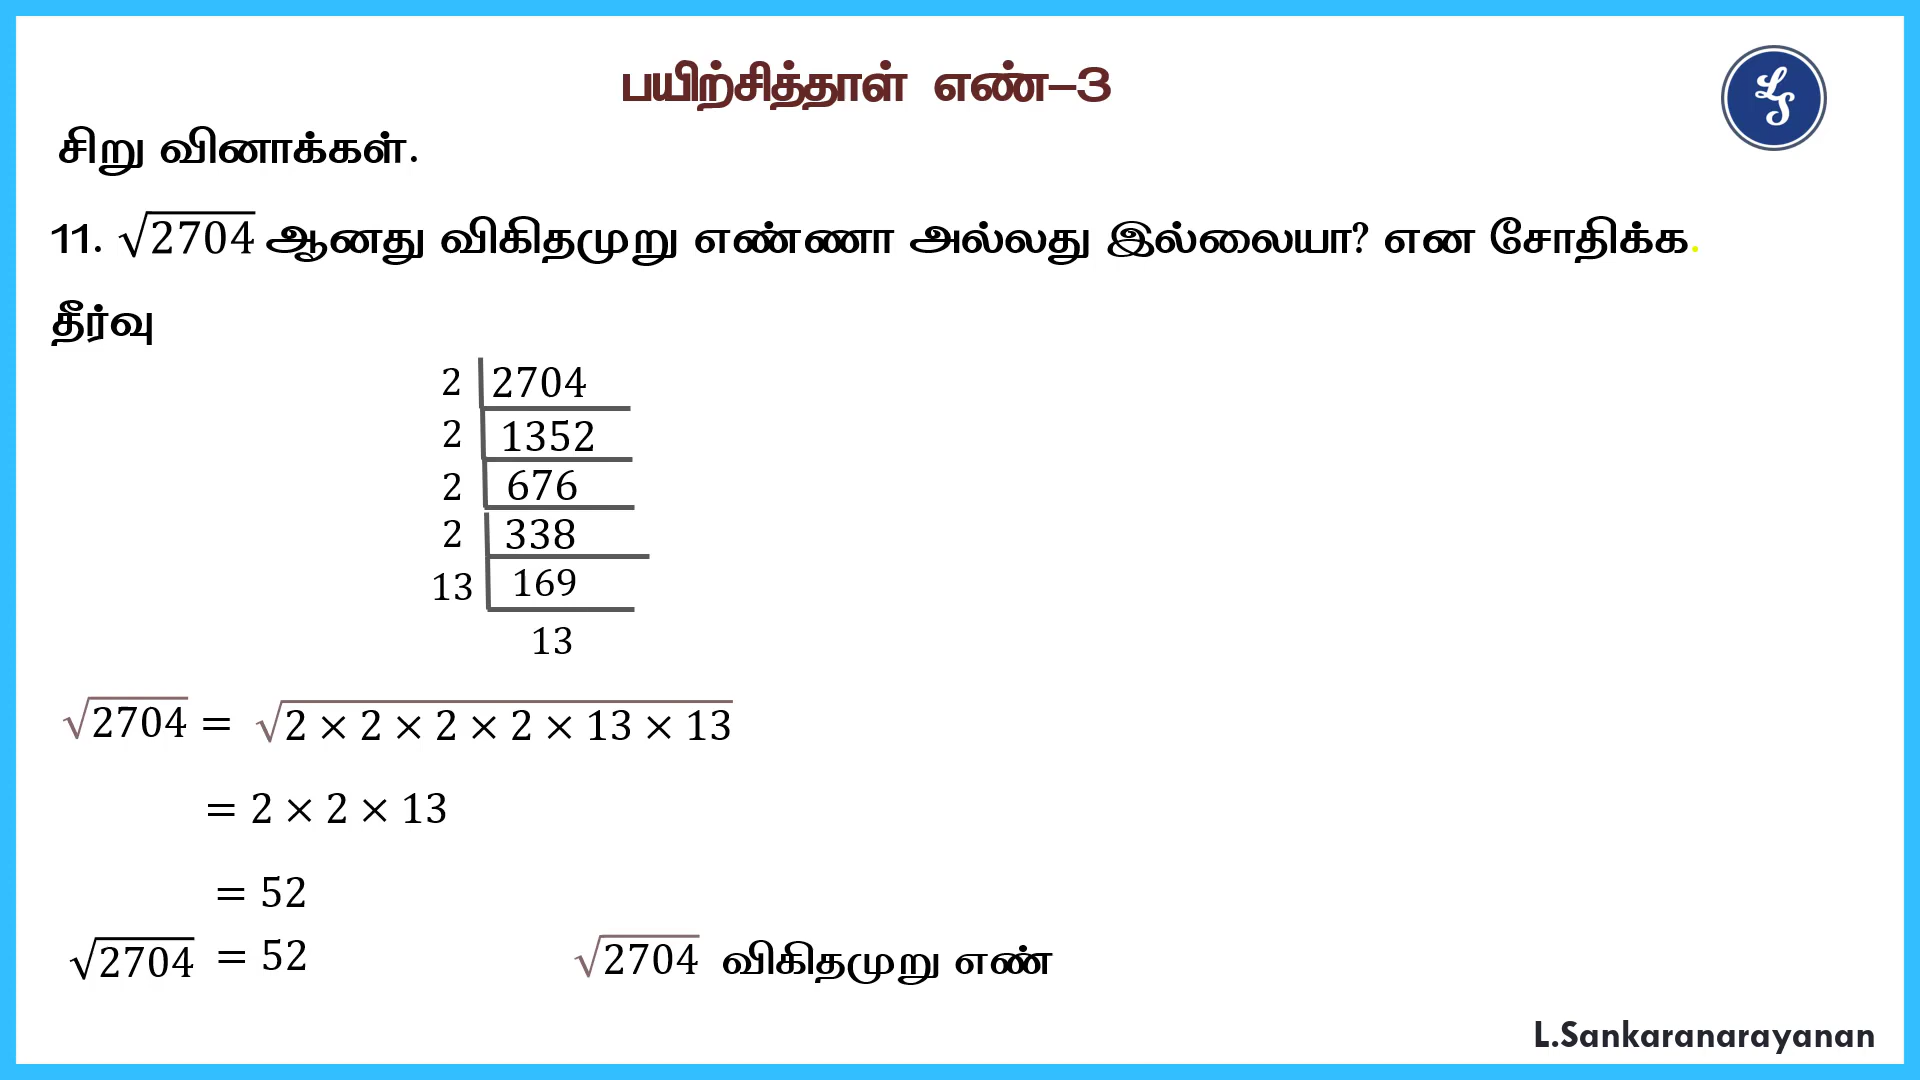 பயிற்சித்தாள் எண்–3
LS
சிறு வினாக்கள்.
11. √2704 ஆனது விகிதமுறு எண்ணா அல்லது இல்லையா? என சோதிக்க.
தீர்வு
2 2704
2 1352
2 676
2 338
13 169
13
√2704 = √2 × 2 × 2 × 2 × 13 × 13
= 2 × 2 × 13
= 52
√2704 = 52 √2704 விகிதமுறு எண்
L.Sankaranarayanan